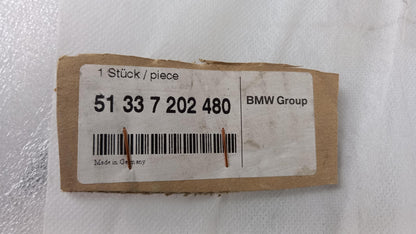 1 Stück / piece
51 33 7 202 480
BMW Group
Made in Germany